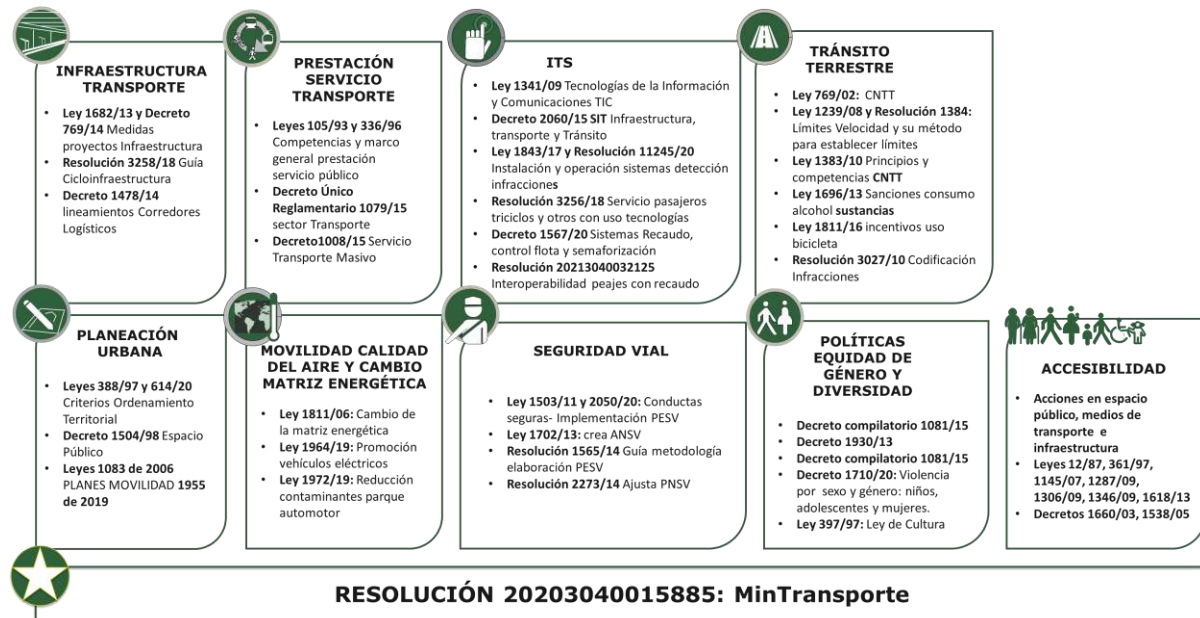 INFRAESTRUCTURA
TRANSPORTE
• Ley 1682/13 y Decreto
769/14 Medidas
proyectos Infraestructura
• Resolución 3258/18 Guía
Cicloinfraestructura
• Decreto 1478/14
lineamientos Corredores
Logísticos
PRESTACIÓN
SERVICIO
TRANSPORTE
• Leyes 105/93 y 336/96
Competencias y marco
general prestación
servicio público
• Decreto Único
Reglamentario 1079/15
sector Transporte
• Decreto1008/15 Servicio
Transporte Masivo
ITS
• Ley 1341/09 Tecnologías de la Información
y Comunicaciones TIC
• Decreto 2060/15 SIT Infraestructura,
transporte y Tránsito
• Ley 1843/17 y Resolución 11245/20
Instalación y operación sistemas detección
infracciones
• Resolución 3256/18 Servicio pasajeros
triciclos y otros con uso tecnologías
• Decreto 1567/20 Sistemas Recaudo,
control flota y semaforización
• Resolución 20213040032125
Interoperabilidad peajes con recaudo
TRÁNSITO
TERRESTRE
• Ley 769/02: CNTT
• Ley 1239/08 y Resolución 1384:
Límites Velocidad y su método
para establecer límites
• Ley 1383/10 Principios y
competencias CNTT
• Ley 1696/13 Sanciones consumo
alcohol sustancias
• Ley 1811/16 incentivos uso
bicicleta
• Resolución 3027/10 Codificación
Infracciones
PLANEACIÓN
URBANA
• Leyes 388/97 y 614/20
Criterios Ordenamiento
Territorial
• Decreto 1504/98 Espacio
Público
• Leyes 1083 de 2006
PLANES MOVILIDAD 1955
de 2019
MOVILIDAD CALIDAD
DEL AIRE Y CAMBIO
MATRIZ ENERGÉTICA
• Ley 1811/06: Cambio de
la matriz energética
• Ley 1964/19: Promoción
vehículos eléctricos
• Ley 1972/19: Reducción
contaminantes parque
automotor
SEGURIDAD VIAL
• Ley 1503/11 y 2050/20: Conductas
seguras- Implementación PESV
• Ley 1702/13: crea ANSV
• Resolución 1565/14 Guía metodología
elaboración PESV
• Resolución 2273/14 Ajusta PNSV
POLÍTICAS
EQUIDAD DE
GÉNERO Y
DIVERSIDAD
• Decreto compilatorio 1081/15
• Decreto 1930/13
• Decreto compilatorio 1081/15
• Decreto 1710/20: Violencia
por sexo y género: niños,
adolescentes y mujeres.
• Ley 397/97: Ley de Cultura
ACCESIBILIDAD
• Acciones en espacio
público, medios de
transporte e
infraestructura
• Leyes 12/87, 361/97,
1145/07, 1287/09,
1306/09, 1346/09, 1618/13
• Decretos 1660/03, 1538/05
RESOLUCIÓN 20203040015885: MinTransporte